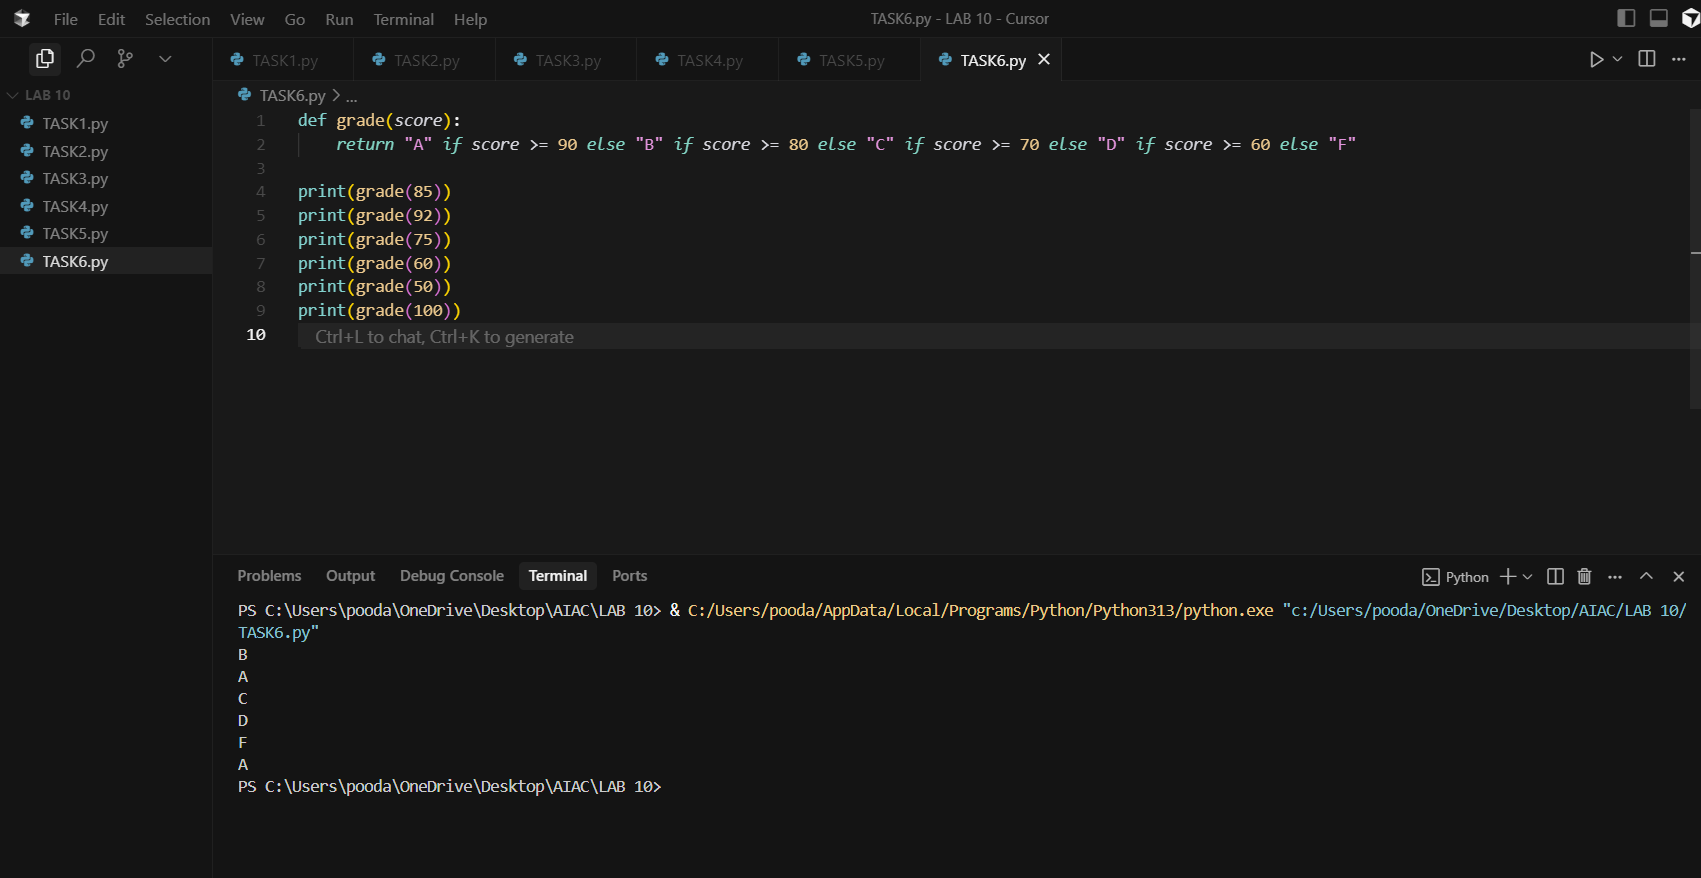 File Edit Selection View Go Run Terminal Help
TASK6.py - LAB 10 - Cursor
TASK1.py TASK2.py TASK3.py TASK4.py TASK5.py TASK6.py
LAB 10
TASK1.py
TASK2.py
TASK3.py
TASK4.py
TASK5.py
TASK6.py
TASK6.py > ...
1 def grade(score):
2     return "A" if score >= 90 else "B" if score >= 80 else "C" if score >= 70 else "D" if score >= 60 else "F"
3
4 print(grade(85))
5 print(grade(92))
6 print(grade(75))
7 print(grade(60))
8 print(grade(50))
9 print(grade(100))
10 Ctrl+L to chat, Ctrl+K to generate
Problems Output Debug Console Terminal Ports
Python
PS C:\Users\pooda\OneDrive\Desktop\AIAC\LAB 10> & C:/Users/pooda/AppData/Local/Programs/Python/Python313/python.exe "c:/Users/pooda/OneDrive/Desktop/AIAC/LAB 10/
TASK6.py"
B
A
C
D
F
A
PS C:\Users\pooda\OneDrive\Desktop\AIAC\LAB 10>